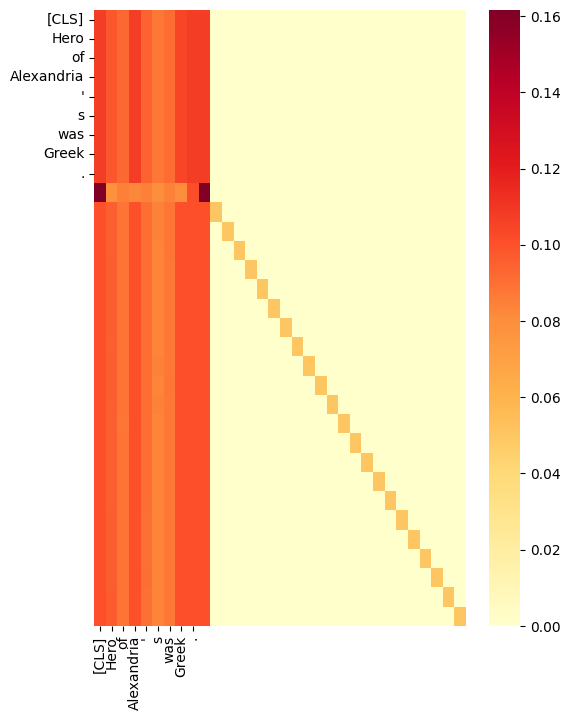 [CLS]
Hero
of
Alexandria
'
s
was
Greek
.
0.16
0.14
0.12
0.10
0.08
0.06
0.04
0.02
0.00
[CLS]
Hero
of
Alexandria
'
s
was
Greek
.